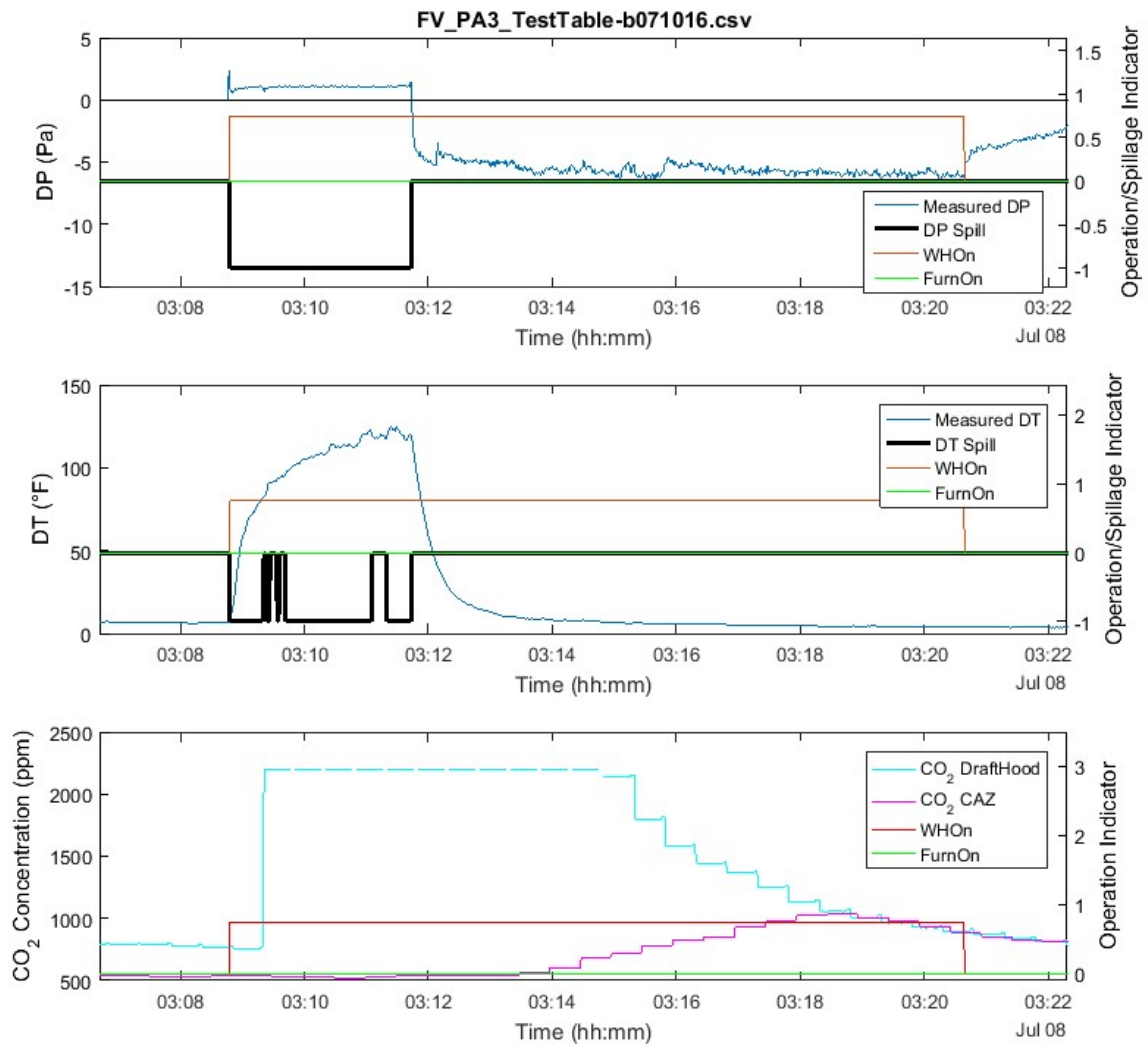 FV_PA3_TestTable-b071016.csv
5
0
-5
-10
-15
DP (Pa)
1.5
1
0.5
0
-0.5
-1
Operation/Spillage Indicator
Measured DP
DP Spill
WHOn
FurnOn
03:08 03:10 03:12 03:14 03:16 03:18 03:20 03:22
Time (hh:mm)
Jul 08
150
100
50
0
DT (°F)
2
1
0
-1
Operation/Spillage Indicator
Measured DT
DT Spill
WHOn
FurnOn
03:08 03:10 03:12 03:14 03:16 03:18 03:20 03:22
Time (hh:mm)
Jul 08
2500
2000
1500
1000
500
CO₂ Concentration (ppm)
3
2
1
0
Operation Indicator
CO₂ DraftHood
CO₂ CAZ
WHOn
FurnOn
03:08 03:10 03:12 03:14 03:16 03:18 03:20 03:22
Time (hh:mm)
Jul 08